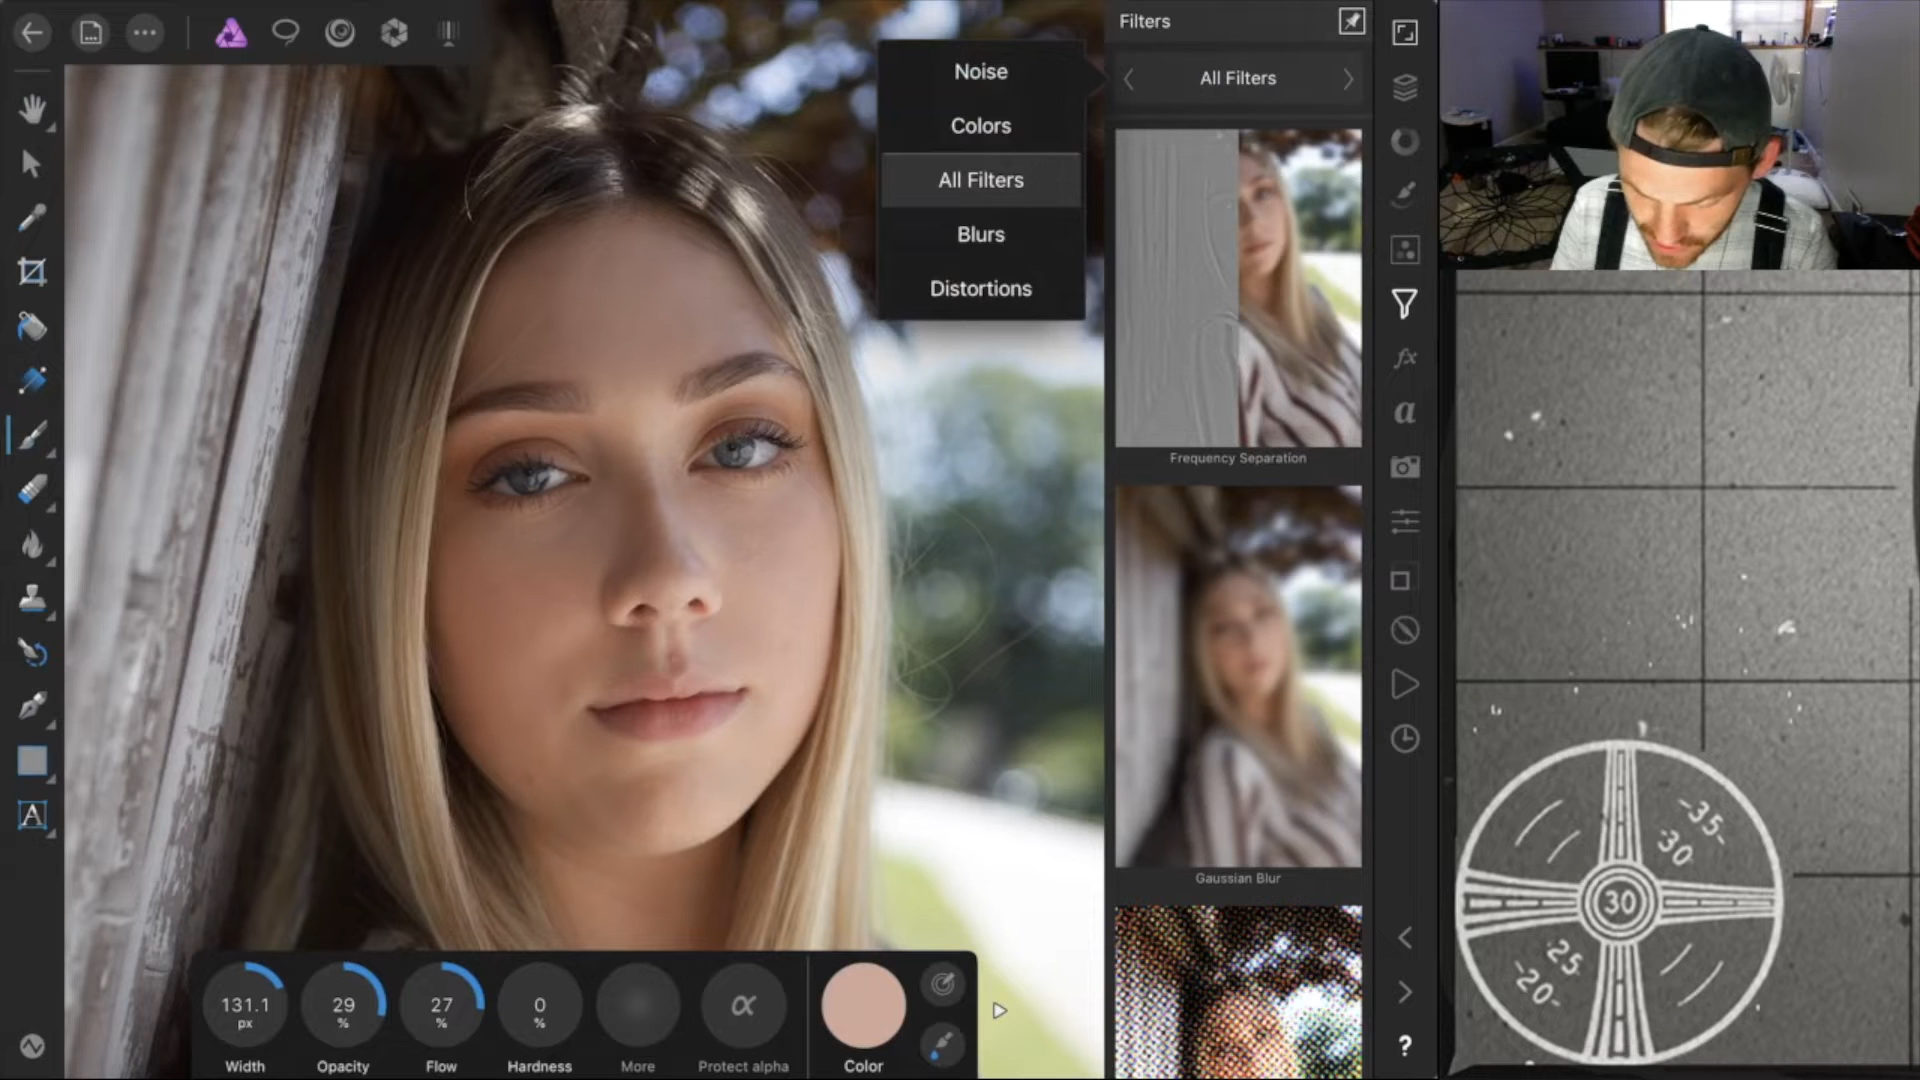 Filters
All Filters
Noise
Colors
All Filters
Blurs
Distortions
Frequency Separation
Gaussian Blur
fx
a
A
131.1
px
Width
29
%
Opacity
27
%
Flow
0
%
Hardness
More
α
Protect alpha
Color
?
-35-
-30-
30
-25-
-20-